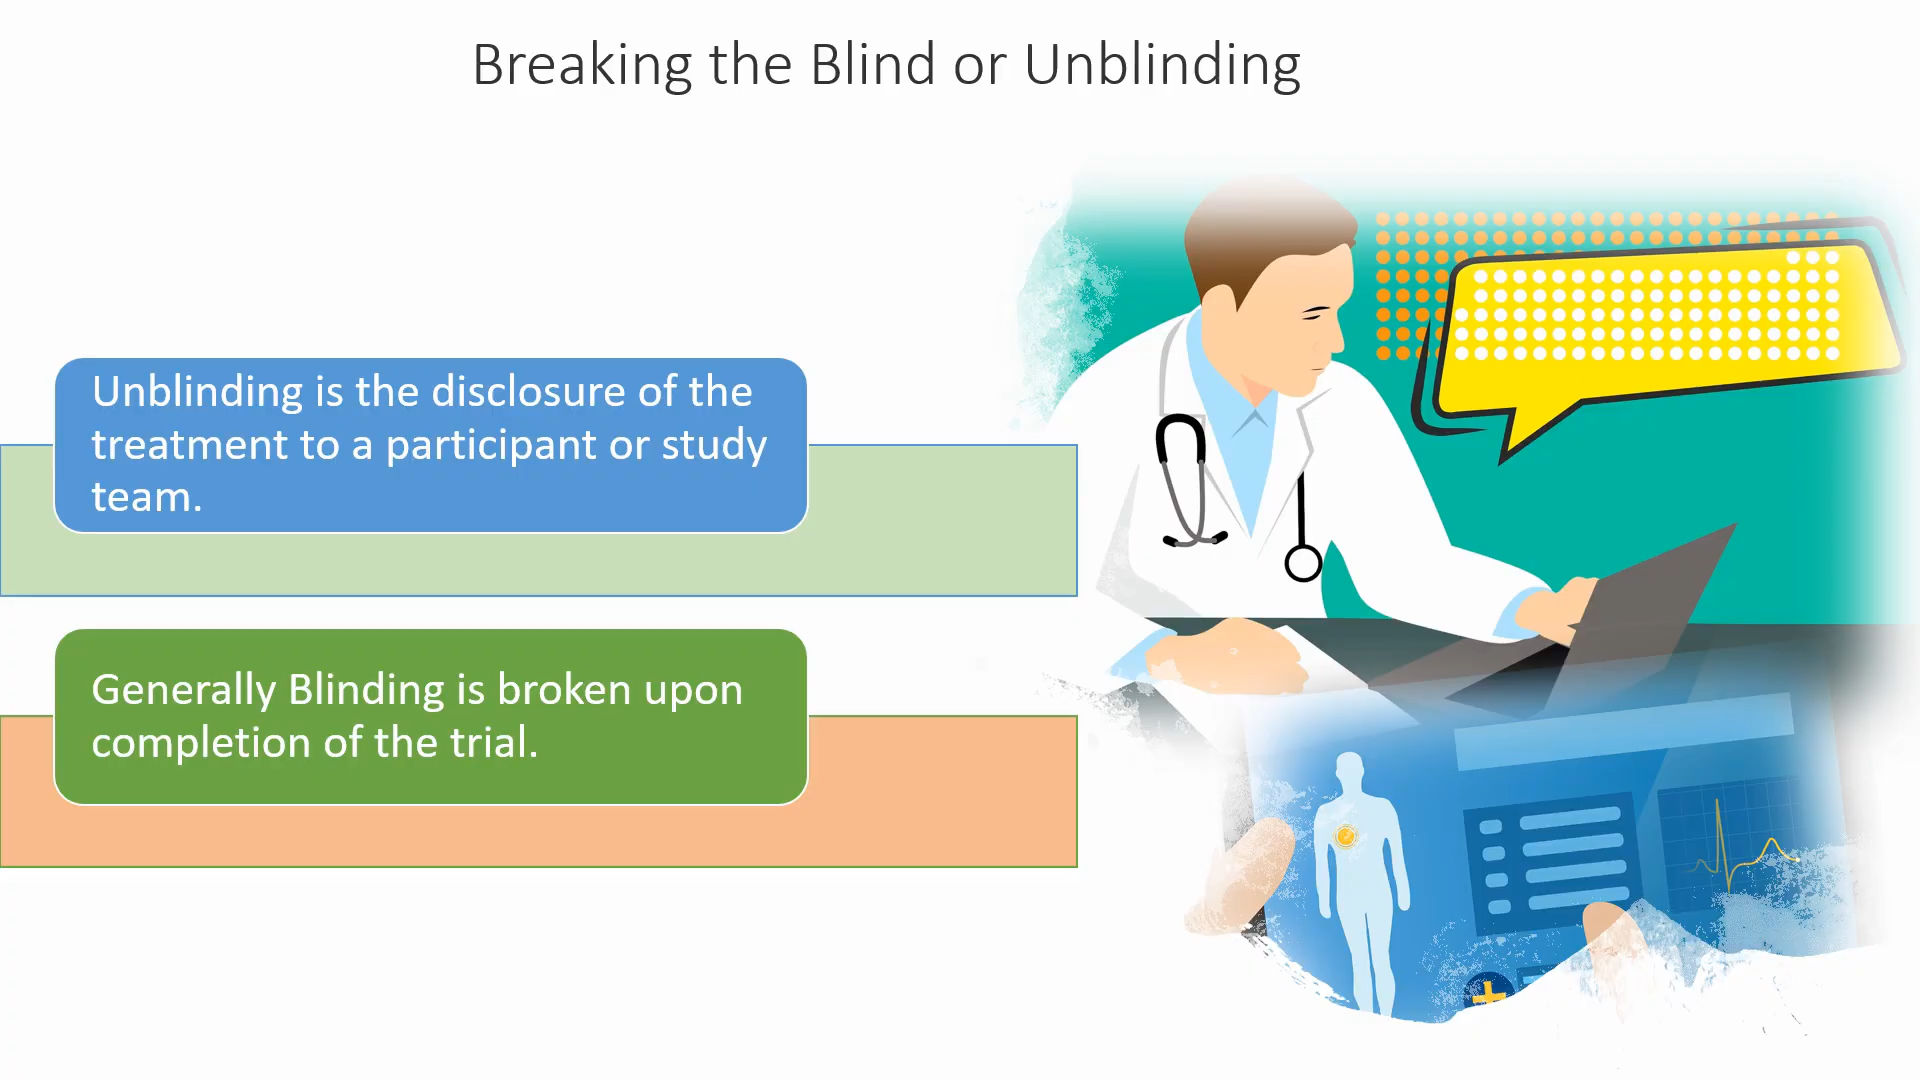 Breaking the Blind or Unblinding
Unblinding is the disclosure of the
treatment to a participant or study
team.
Generally Blinding is broken upon
completion of the trial.